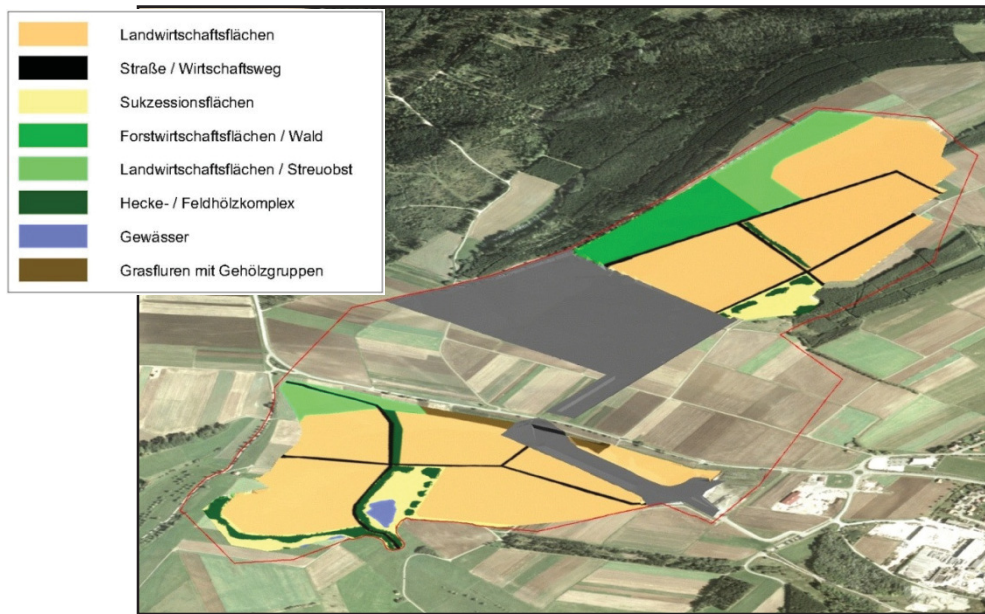 Landwirtschaftsflächen
Straße / Wirtschaftsweg
Sukzessionsflächen
Forstwirtschaftsflächen / Wald
Landwirtschaftsflächen / Streuobst
Hecke- / Feldhölzkomplex
Gewässer
Grasfluren mit Gehölzgruppen